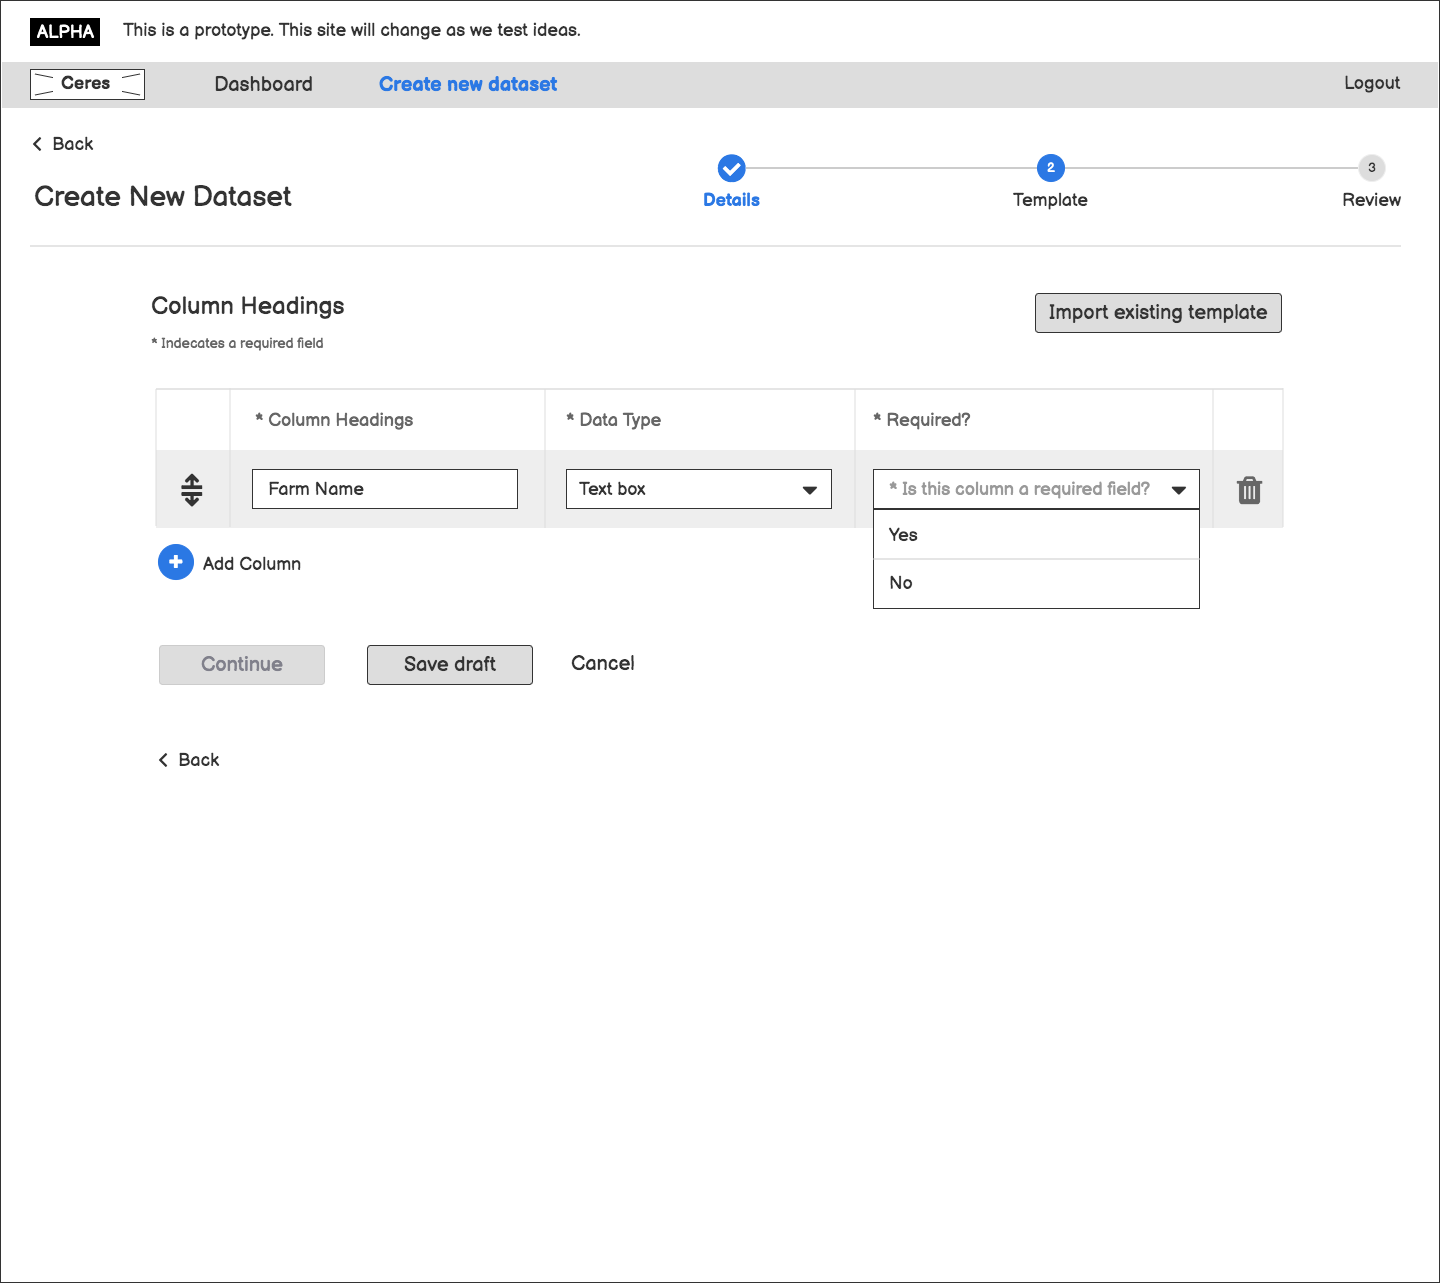 ALPHA This is a prototype. This site will change as we test ideas.
Ceres Dashboard Create new dataset Logout
Back
Create New Dataset
2 3
Details Template Review
Column Headings
Import existing template
* Indecates a required field
* Column Headings * Data Type * Required?
Farm Name Text box * Is this column a required field?
Yes
No
Add Column
Continue Save draft Cancel
Back